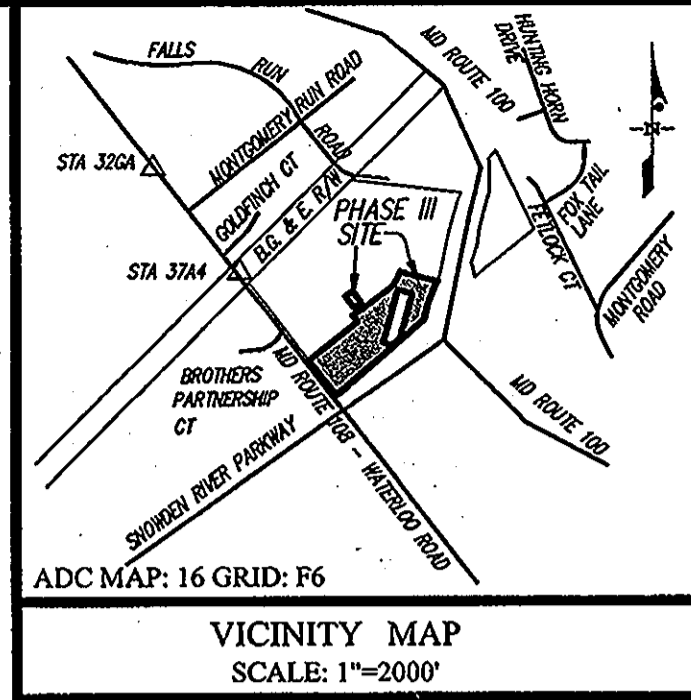 FALLS
RUN
ROAD
MONTGOMERY RUN ROAD
MD ROUTE 100
HUNTING HORN
DRIVE
N
STA 32GA
GOLDFINCH CT
B.G. & E. R/W
PHASE III
SITE
FOX TAIL
LANE
FETLOCK CT
MONTGOMERY
ROAD
STA 37A4
BROTHERS
PARTNERSHIP
CT
MD ROUTE 108 - WATERLOO ROAD
MD ROUTE 100
SNOWDEN RIVER PARKWAY
ADC MAP: 16 GRID: F6
VICINITY MAP
SCALE: 1"=2000'